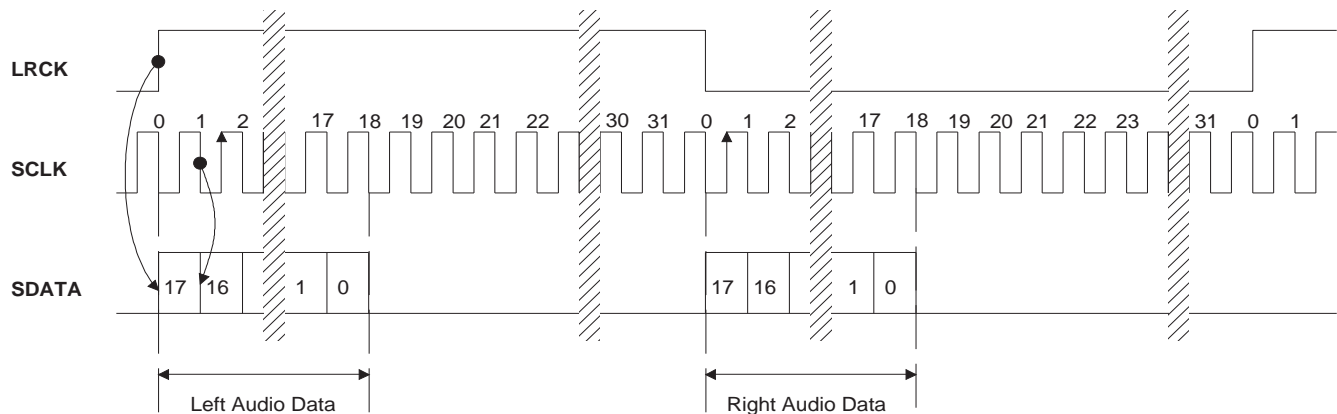 LRCK
0 1 2 17 18 19 20 21 22 30 31 0 1 2 17 18 19 20 21 22 23 31 0 1
SCLK
SDATA
17 16 1 0 17 16 1 0
Left Audio Data Right Audio Data